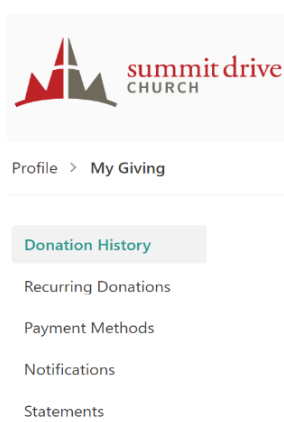 summit drive
CHURCH
Profile > My Giving
Donation History
Recurring Donations
Payment Methods
Notifications
Statements